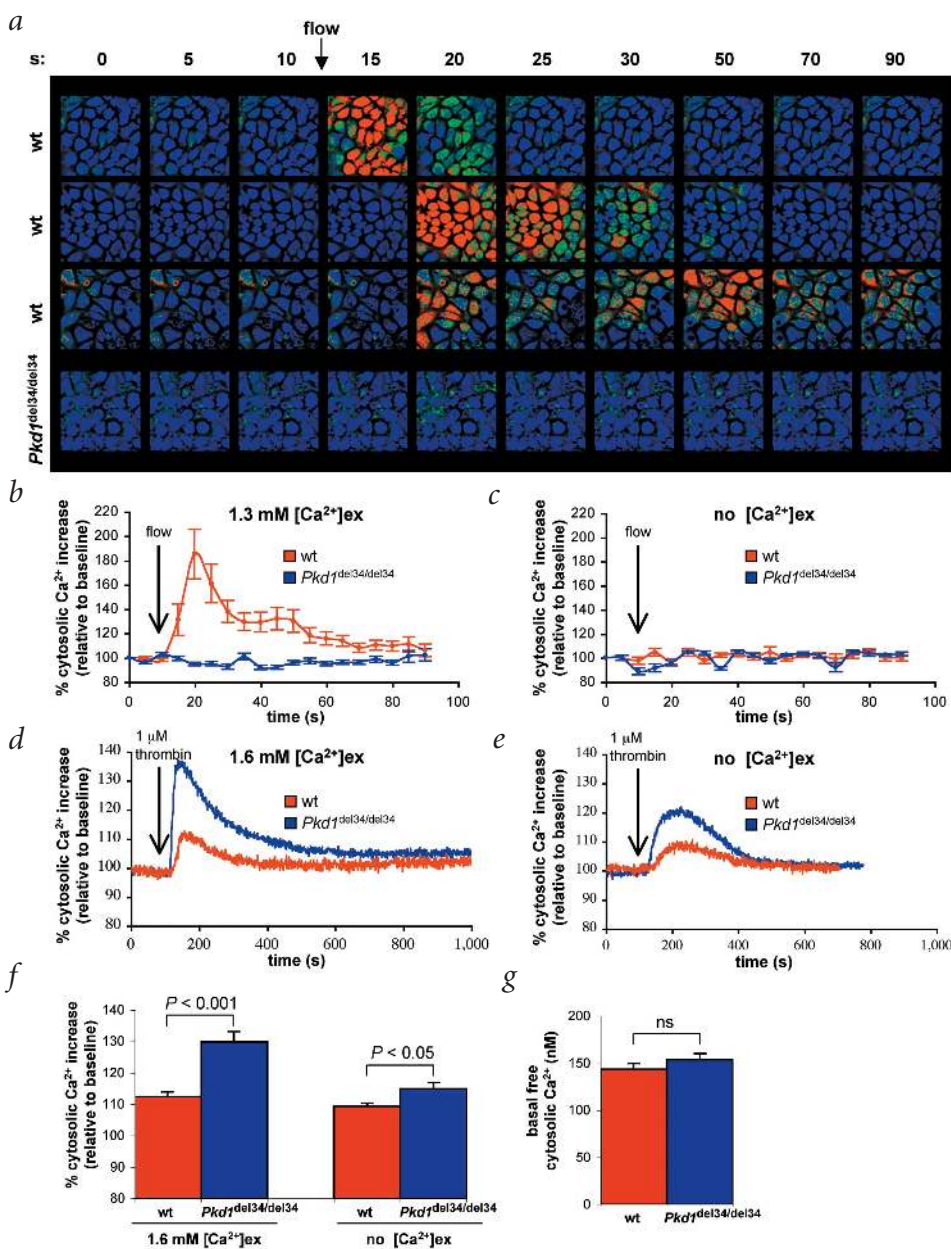 a
flow
s: 0 5 10 15 20 25 30 50 70 90
wt
wt
wt
Pkd1del34/del34
b
1.3 mM [Ca2+]ex
% cytosolic Ca2+ increase
(relative to baseline)
220
200
180
160
140
120
100
80
flow
wt
Pkd1del34/del34
0 20 40 60 80 100
time (s)
c
no [Ca2+]ex
% cytosolic Ca2+ increase
(relative to baseline)
220
200
180
160
140
120
100
80
flow
wt
Pkd1del34/del34
0 20 40 60 80 100
time (s)
d
1 µM
thrombin
1.6 mM [Ca2+]ex
% cytosolic Ca2+ increase
(relative to baseline)
140
130
120
110
100
90
80
wt
Pkd1del34/del34
0 200 400 600 800 1,000
time (s)
e
1 µM
thrombin
no [Ca2+]ex
% cytosolic Ca2+ increase
(relative to baseline)
140
130
120
110
100
90
80
wt
Pkd1del34/del34
0 200 400 600 800 1,000
time (s)
f
% cytosolic Ca2+ increase
(relative to baseline)
140
130
120
110
100
90
80
P < 0.001
P < 0.05
wt Pkd1del34/del34 wt Pkd1del34/del34
1.6 mM [Ca2+]ex no [Ca2+]ex
g
basal free
cytosolic Ca2+ (nM)
200
150
100
50
0
ns
wt Pkd1del34/del34